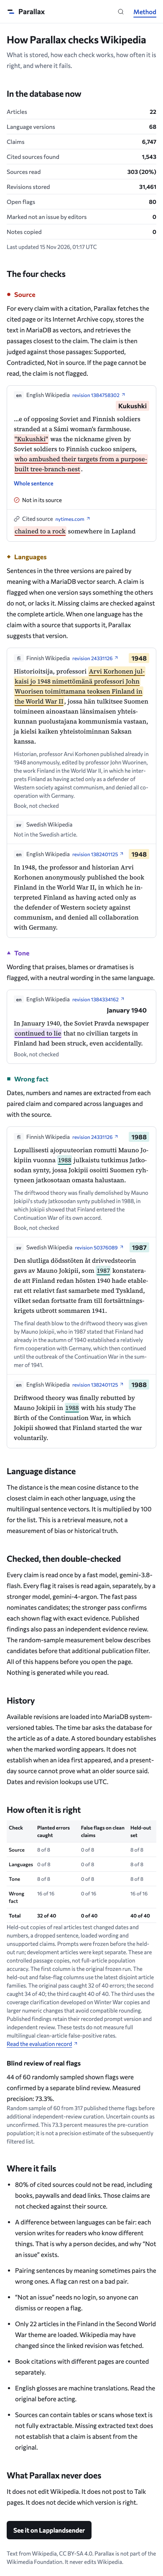 Parallax
Method
How Parallax checks Wikipedia
What is stored, how each check works, how often it is
right, and where it fails.
In the database now
Articles 22
Language versions 68
Claims 6,747
Cited sources found 1,543
Sources read 303 (20%)
Revisions stored 31,461
Open flags 80
Marked not an issue by editors 0
Notes copied 0
Last updated 15 Nov 2026, 01:17 UTC
The four checks
Source
For every claim with a citation, Parallax fetches the
cited page or its Internet Archive copy, stores the
text in MariaDB as vectors, and retrieves the
passages closest to the claim. The claim is then
judged against those passages: Supported,
Contradicted, Not in source. If the page cannot be
read, the claim is not flagged.
en English Wikipedia revision 1384758302
Kukushki
…e of opposing Soviet and Finnish soldiers
stranded at a Sámi woman's farmhouse.
"Kukushki" was the nickname given by
Soviet soldiers to Finnish cuckoo snipers,
who ambushed their targets from a purpose-
built tree-branch-nest.
Whole sentence
Not in its source
Cited source nytimes.com
chained to a rock somewhere in Lapland
Languages
Sentences in the three versions are paired by
meaning with a MariaDB vector search. A claim is
flagged when one version says something the others
do not, or lacks it. Missing claims are checked against
the complete article. When one language has the
claim with a source that supports it, Parallax
suggests that version.
fi Finnish Wikipedia revision 24331126
1948
Historioitsija, professori Arvi Korhonen jul-
kaisi jo 1948 nimettömänä professori John
Wuorisen toimittamana teoksen Finland in
the World War II, jossa hän tulkitsee Suomen
toimineen ainoastaan länsimaisen yhteis-
kunnan puolustajana kommunismia vastaan,
ja kielsi kaiken yhteistoiminnan Saksan
kanssa.
Historian, professor Arvi Korhonen published already in
1948 anonymously, edited by professor John Wuorinen,
the work Finland in the World War II, in which he inter-
prets Finland as having acted only as a defender of
Western society against communism, and denied all co-
operation with Germany.
Book, not checked
sv Swedish Wikipedia
Not in the Swedish article.
en English Wikipedia revision 1382401125
1948
In 1948, the professor and historian Arvi
Korhonen anonymously published the book
Finland in the World War II, in which he in-
terpreted Finland as having acted only as
the defender of Western society against
communism, and denied all collaboration
with Germany.
Tone
Wording that praises, blames or dramatises is
flagged, with a neutral wording in the same language.
en English Wikipedia revision 1384334162
January 1940
In January 1940, the Soviet Pravda newspaper
continued to lie that no civilian targets in
Finland had been struck, even accidentally.
Book, not checked
Wrong fact
Dates, numbers and names are extracted from each
paired claim and compared across languages and
with the source.
fi Finnish Wikipedia revision 24331126
1988
Lopullisesti ajopuuteorian romutti Mauno Jo-
kipiin vuonna 1988 julkaistu tutkimus Jatko-
sodan synty, jossa Jokipii osoitti Suomen ryh-
tyneen jatkosotaan omasta halustaan.
The driftwood theory was finally demolished by Mauno
Jokipii's study Jatkosodan synty published in 1988, in
which Jokipii showed that Finland entered the
Continuation War of its own accord.
Book, not checked
sv Swedish Wikipedia revision 50376089
1987
Den slutliga dödsstöten åt drivvedsteorin
gavs av Mauno Jokipii, som 1987 konstatera-
de att Finland redan hösten 1940 hade etable-
rat ett relativt fast samarbete med Tyskland,
vilket sedan fortsatte fram till fortsättnings-
krigets utbrott sommaren 1941.
The final death blow to the driftwood theory was given
by Mauno Jokipii, who in 1987 stated that Finland had
already in the autumn of 1940 established a relatively
firm cooperation with Germany, which then continued
until the outbreak of the Continuation War in the sum-
mer of 1941.
Book, not checked
en English Wikipedia revision 1382401125
1988
Driftwood theory was finally rebutted by
Mauno Jokipii in 1988 with his study The
Birth of the Continuation War, in which
Jokipii showed that Finland started the war
voluntarily.
Language distance
The distance is the mean cosine distance to the
closest claim in each other language, using the
multilingual sentence vectors. It is multiplied by 100
for the list. This is a retrieval measure, not a
measurement of bias or historical truth.
Checked, then double-checked
Every claim is read once by a fast model, gemini-3.8-
flash. Every flag it raises is read again, separately, by a
stronger model, gemini-4-argon. The fast pass
nominates candidates; the stronger pass confirms
each shown flag with exact evidence. Published
findings also pass an independent evidence review.
The random-sample measurement below describes
candidates before that additional publication filter.
All of this happens before you open the page.
Nothing is generated while you read.
History
Available revisions are loaded into MariaDB system-
versioned tables. The time bar asks the database for
the article as of a date. A stored boundary establishes
when the marked wording appears. It does not
establish when an idea first appeared, and a present-
day source cannot prove what an older one said.
Dates and revision lookups use UTC.
How often it is right
Check Planted errors caught False flags on clean claims Held-out set
Source 8 of 8 0 of 8 8 of 8
Languages 8 of 8 0 of 8 8 of 8
Tone 8 of 8 0 of 8 8 of 8
Wrong fact 16 of 16 0 of 16 16 of 16
Total 32 of 40 0 of 40 40 of 40
Held-out copies of real articles test changed dates and
numbers, a dropped sentence, loaded wording and
unsupported claims. Prompts were frozen before the held-
out run; development articles were kept separate. These are
controlled passage copies, not full-article population
accuracy. The first column is the original frozen run. The
held-out and false-flag columns use the latest disjoint article
copies. The original pass caught 32 of 40 errors; the second
caught 34 of 40; the third caught 40 of 40. The three uses the
coverage clarification developed on Winter War copies and
larger numeric changes that avoid compatible rounding.
Published findings retain their recorded prompt version and
independent review. These tests do not measure full
multilingual clean-article false-positive rates.
Read the evaluation record
Blind review of real flags
44 of 60 randomly sampled shown flags were
confirmed by a separate blind review. Measured
precision: 73.3%.
Random sample of 60 from 317 published theme flags before
additional independent-review curation. Uncertain counts as
unconfirmed. This 73.3 percent measures the pre-curation
population; it is not a precision estimate of the subsequently
filtered list.
Where it fails
80% of cited sources could not be read, including
books, paywalls and dead links. Those claims are
not checked against their source.
A difference between languages can be fair: each
version writes for readers who know different
things. That is why a person decides, and why "Not
an issue" exists.
Pairing sentences by meaning sometimes pairs the
wrong ones. A flag can rest on a bad pair.
"Not an issue" needs no login, so anyone can
dismiss or reopen a flag.
Only 22 articles in the Finland in the Second World
War theme are loaded. Wikipedia may have
changed since the linked revision was fetched.
Book citations with different pages are counted
separately.
English glosses are machine translations. Read the
original before acting.
Sources can contain tables or scans whose text is
not fully extractable. Missing extracted text does
not establish that a claim is absent from the
original.
What Parallax never does
It does not edit Wikipedia. It does not post to Talk
pages. It does not decide which version is right.
See it on Lapplandsender
Text from Wikipedia, CC BY-SA 4.0. Parallax is not part of the
Wikimedia Foundation. It never edits Wikipedia.